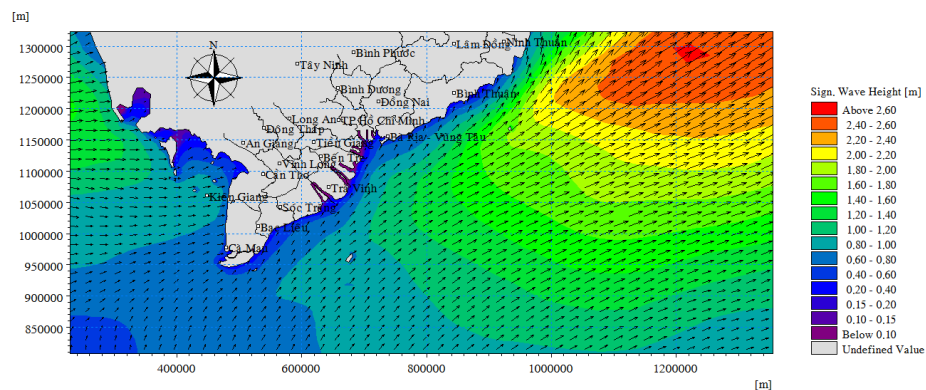 [m]
1300000
1250000
1200000
1150000
1100000
1050000
1000000
950000
900000
850000
N
Lâm Đồng
Ninh Thuận
Bình Phước
Tây Ninh
Bình Dương
Bình Thuận
Đồng Nai
Long An
TP.Hồ Chí Minh
Đồng Tháp
Bà Rịa - Vũng Tàu
An Giang
Tiền Giang
Bến Tre
Vĩnh Long
Cần Thơ
Trà Vinh
Kiên Giang
Sóc Trăng
Bạc Liêu
Cà Mau
400000 600000 800000 1000000 1200000
[m]
Sign. Wave Height [m]
Above 2,60
2,40 - 2,60
2,20 - 2,40
2,00 - 2,20
1,80 - 2,00
1,60 - 1,80
1,40 - 1,60
1,20 - 1,40
1,00 - 1,20
0,80 - 1,00
0,60 - 0,80
0,40 - 0,60
0,20 - 0,40
0,15 - 0,20
0,10 - 0,15
Below 0,10
Undefined Value